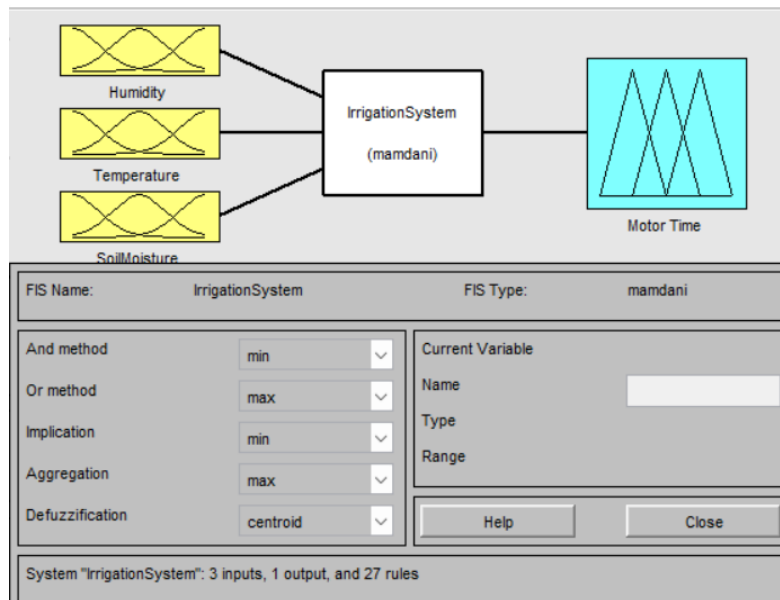 Humidity
Temperature
SoilMoisture
IrrigationSystem
(mamdani)
Motor Time
FIS Name: IrrigationSystem FIS Type: mamdani
And method min
Or method max
Implication min
Aggregation max
Defuzzification centroid
Current Variable
Name
Type
Range
Help Close
System "IrrigationSystem": 3 inputs, 1 output, and 27 rules